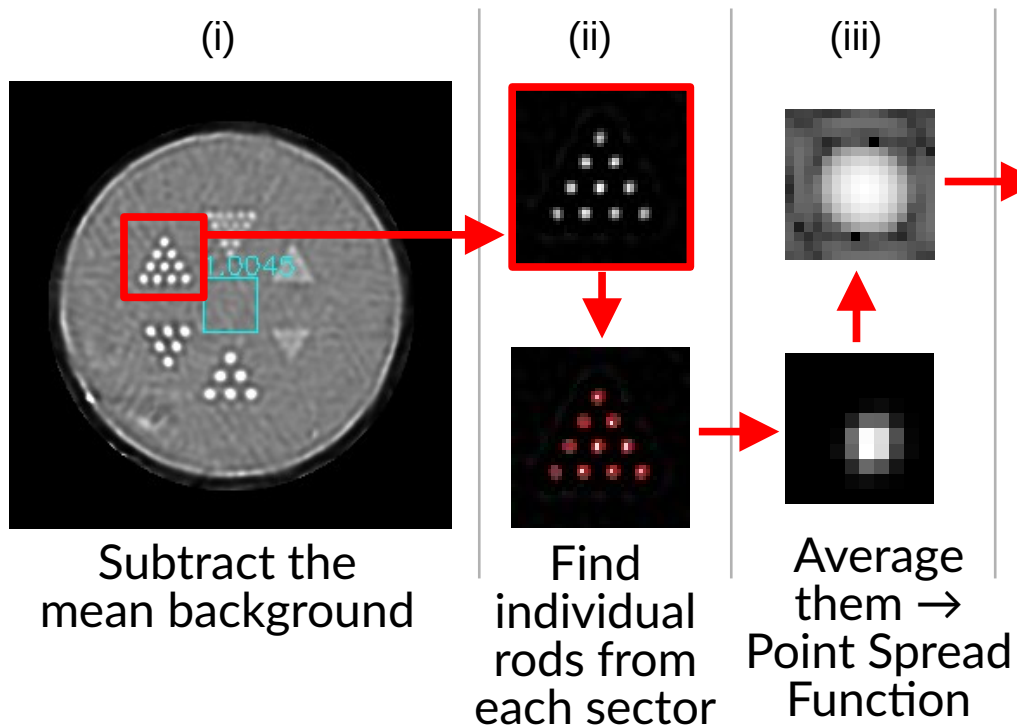 (i)
(ii)
(iii)
1.0045
Subtract the
mean background
Find
individual
rods from
each sector
Average
them →
Point Spread
Function